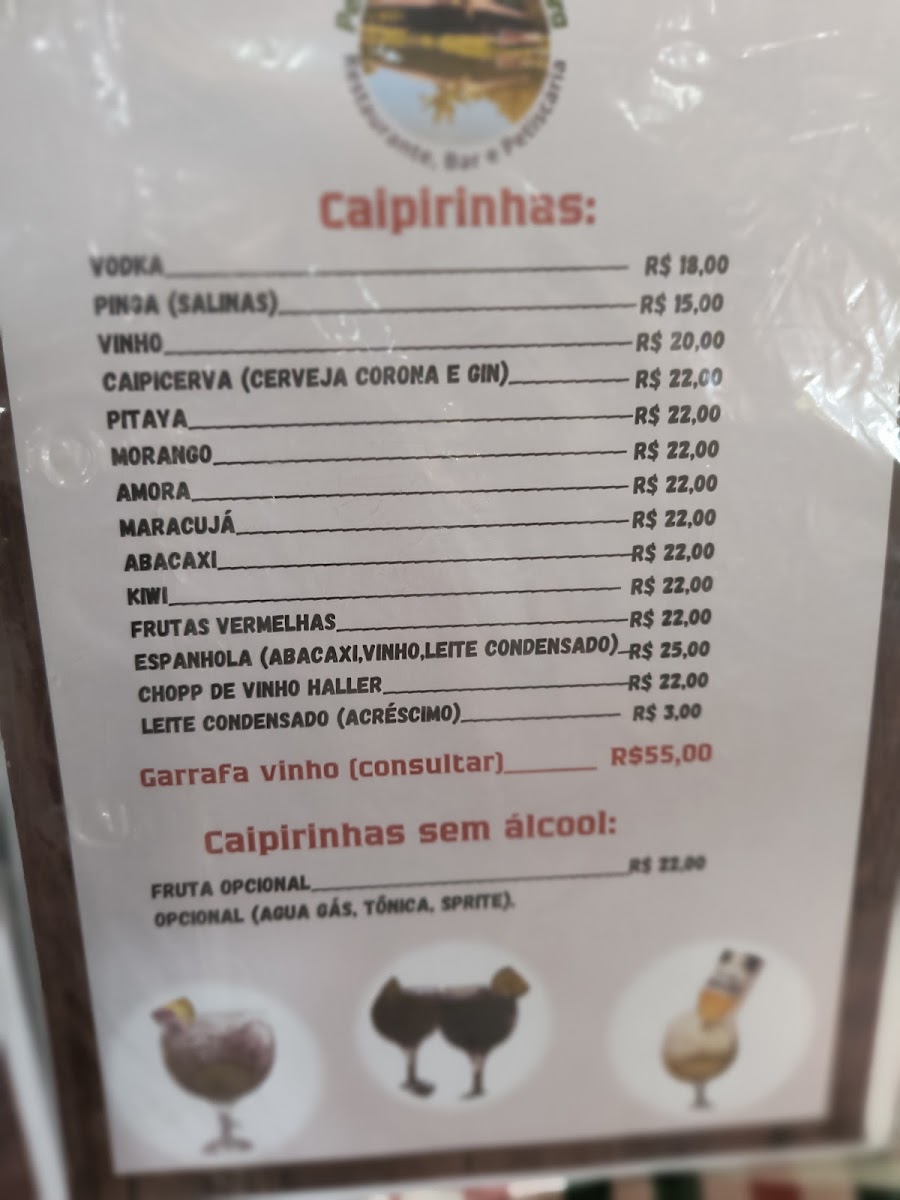 Restaurante, Bar e Petiscaria
Caipirinhas:
VODKA R$ 18,00
PINGA (SALINAS) R$ 15,00
VINHO R$ 20,00
CAIPICERVA (CERVEJA CORONA E GIN) R$ 22,00
PITAYA R$ 22,00
MORANGO R$ 22,00
AMORA R$ 22,00
MARACUJÁ R$ 22,00
ABACAXI R$ 22,00
KIWI R$ 22,00
FRUTAS VERMELHAS R$ 22,00
ESPANHOLA (ABACAXI,VINHO,LEITE CONDENSADO) R$ 25,00
CHOPP DE VINHO HALLER R$ 22,00
LEITE CONDENSADO (ACRÉSCIMO) R$ 3,00
Garrafa vinho (consultar) R$55,00
Caipirinhas sem álcool:
FRUTA OPCIONAL R$ 22,00
OPCIONAL (AGUA GÁS, TÔNICA, SPRITE).